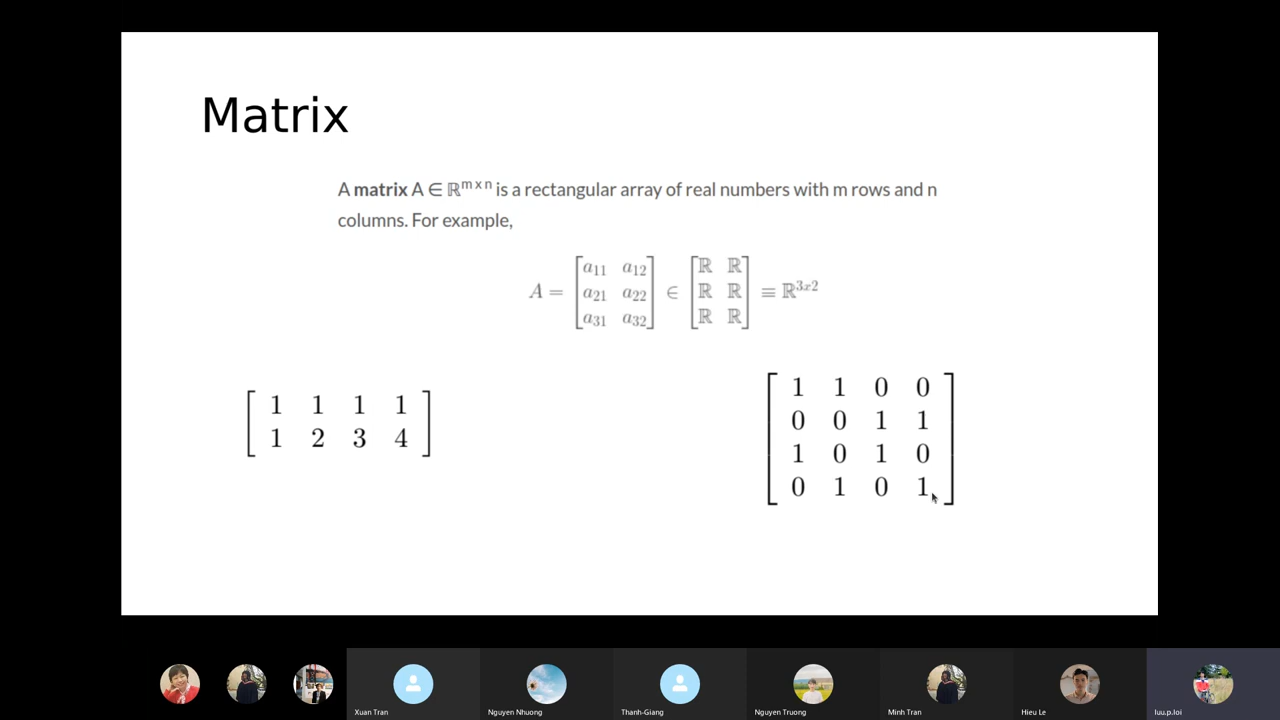 Matrix
A matrix A ∈ ℝᵐ ˣ ⁿ is a rectangular array of real numbers with m rows and n
columns. For example,
A = [a₁₁ a₁₂; a₂₁ a₂₂; a₃₁ a₃₂] ∈ [ℝ ℝ; ℝ ℝ; ℝ ℝ] ≡ ℝ³ˣ²
1 1 1 1
1 2 3 4
1 1 0 0
0 0 1 1
1 0 1 0
0 1 0 1
Xuan Tran
Nguyen Nhuong
Thanh-Giang
Nguyen Truong
Minh Tran
Hieu Le
luu.p.loi